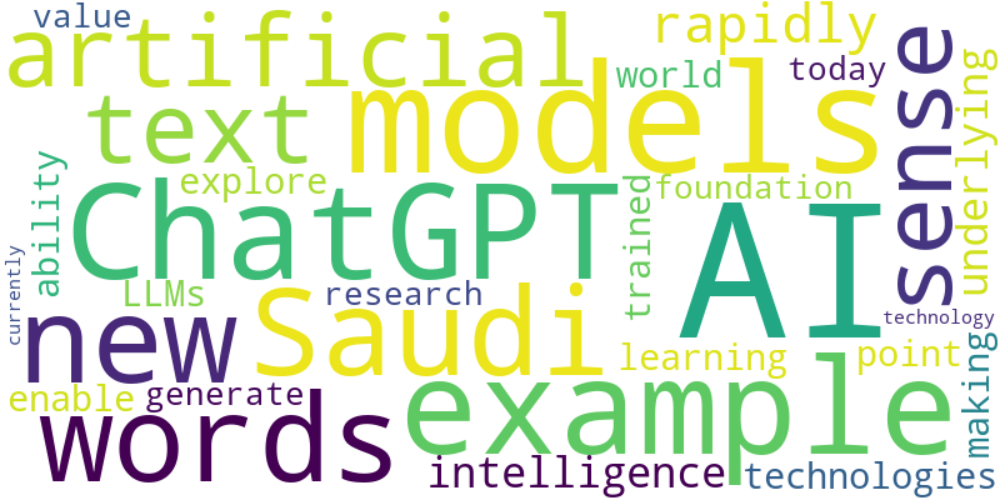 value
artificial
rapidly
world
today
sense
underlying
text
models
ability
explore
ChatGPT
trained
foundation
AI
currently
LLMs
research
new
Saudi
technology
learning
point
making
enable
generate
words
example
intelligence
technologies